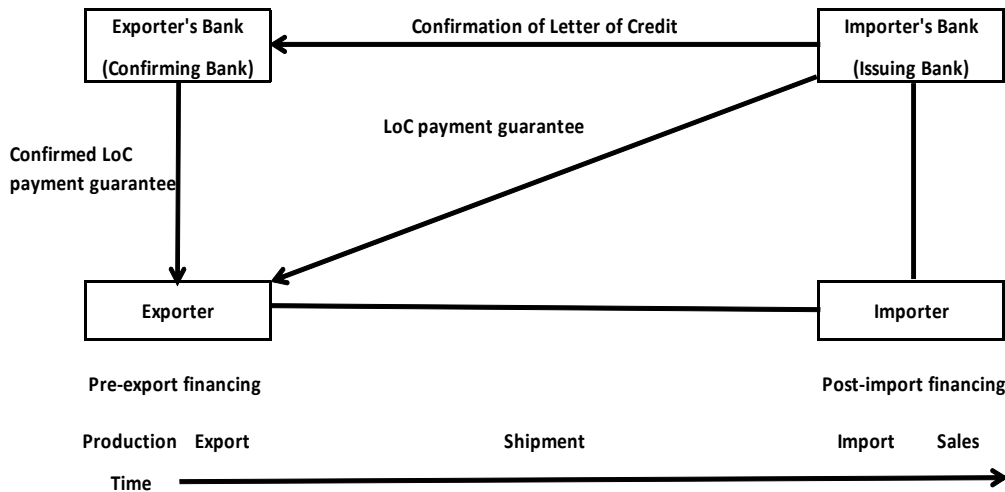 Exporter's Bank
(Confirming Bank)
Confirmation of Letter of Credit
Importer's Bank
(Issuing Bank)
LoC payment guarantee
Confirmed LoC
payment guarantee
Exporter
Importer
Pre-export financing
Post-import financing
Production Export Shipment Import Sales
Time